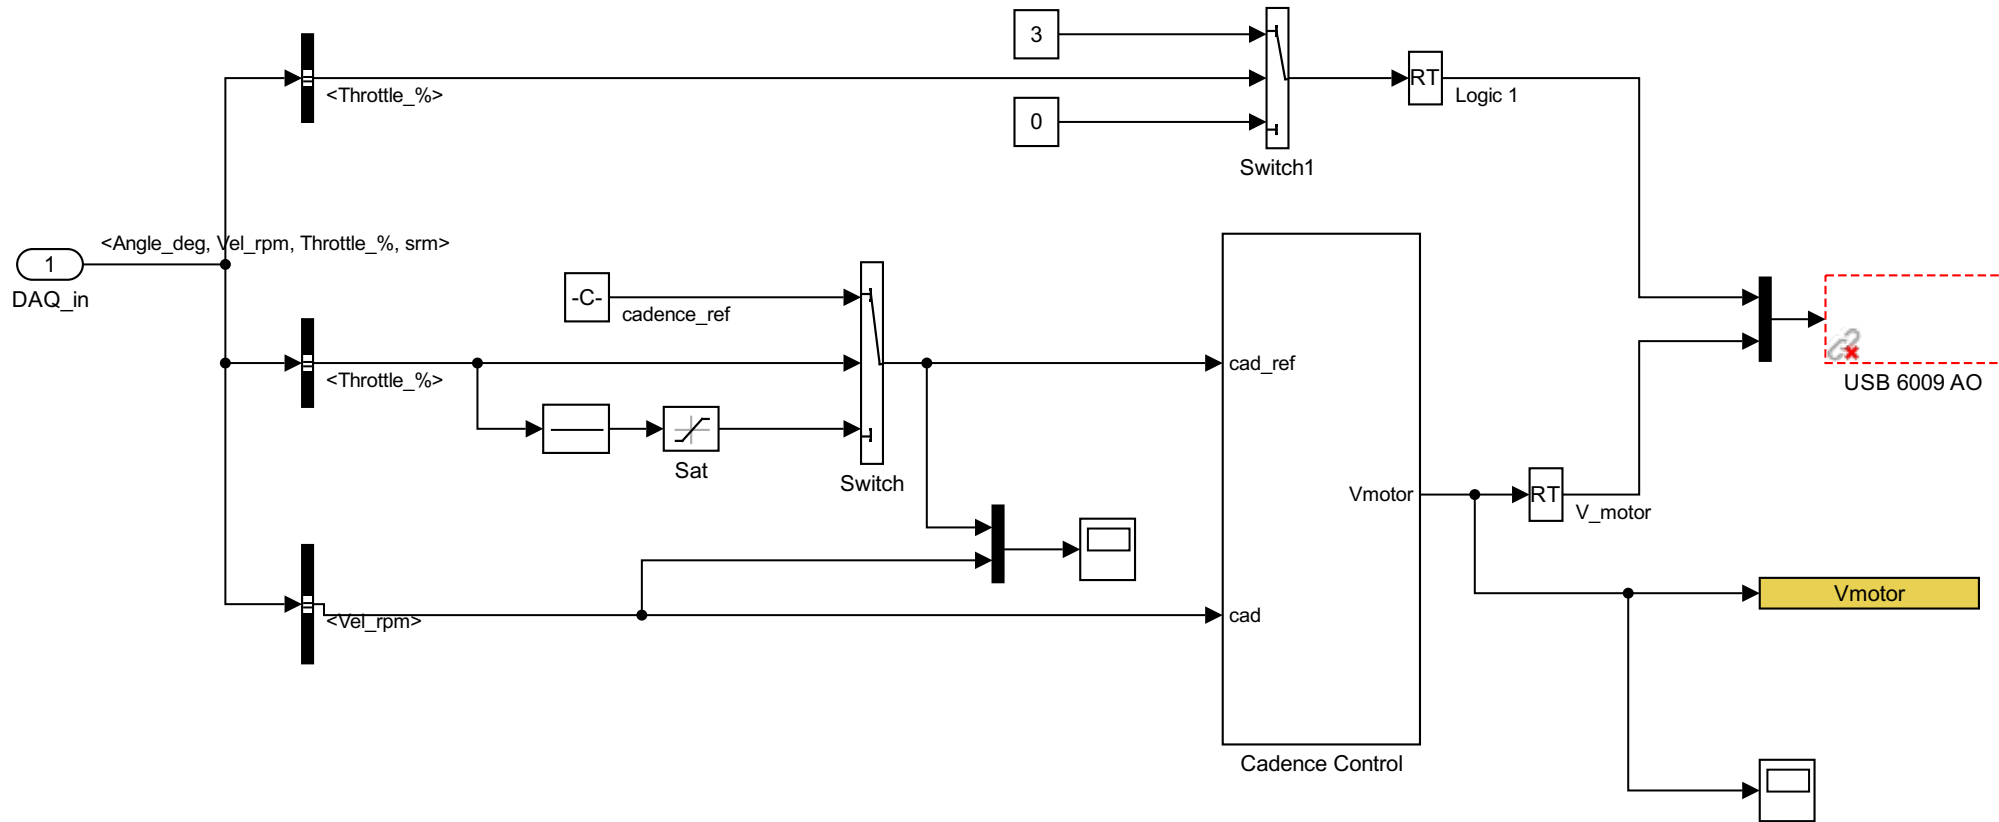 3
<Throttle_%>
0
RT
Logic 1
Switch1
<Angle_deg, Vel_rpm, Throttle_%, srm>
1
DAQ_in
-C-
cadence_ref
<Throttle_%>
Sat
Switch
<Vel_rpm>
cad_ref
Vmotor
cad
Cadence Control
RT
V_motor
USB 6009 AO
Vmotor